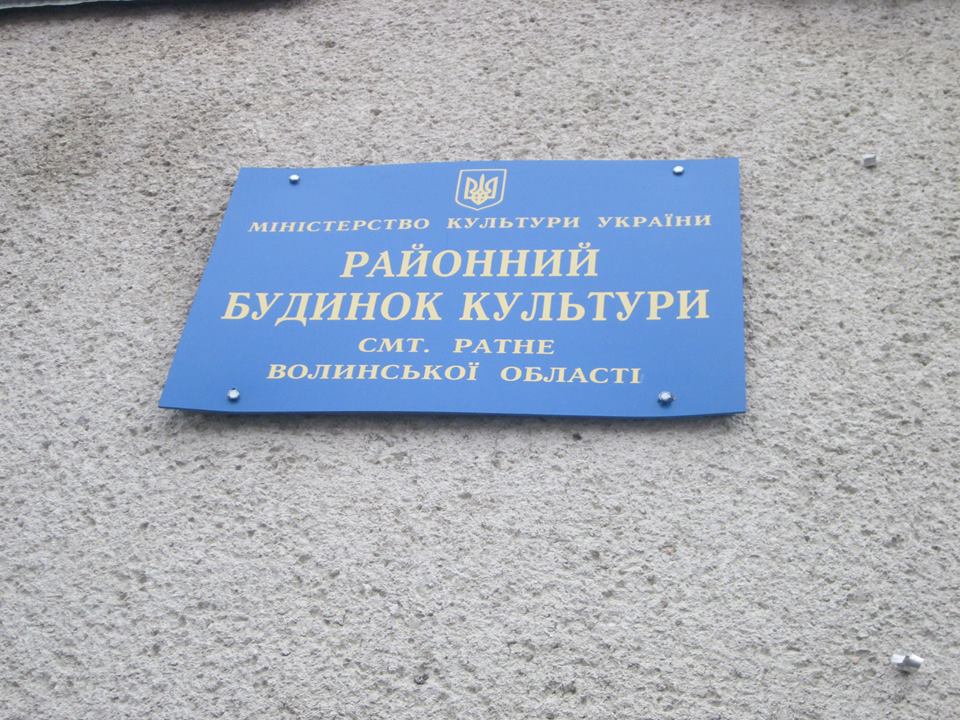 МІНІСТЕРСТВО КУЛЬТУРИ УКРАЇНИ
РАЙОННИЙ
БУДИНОК КУЛЬТУРИ
СМТ. РАТНЕ
ВОЛИНСЬКОЇ ОБЛАСТІ